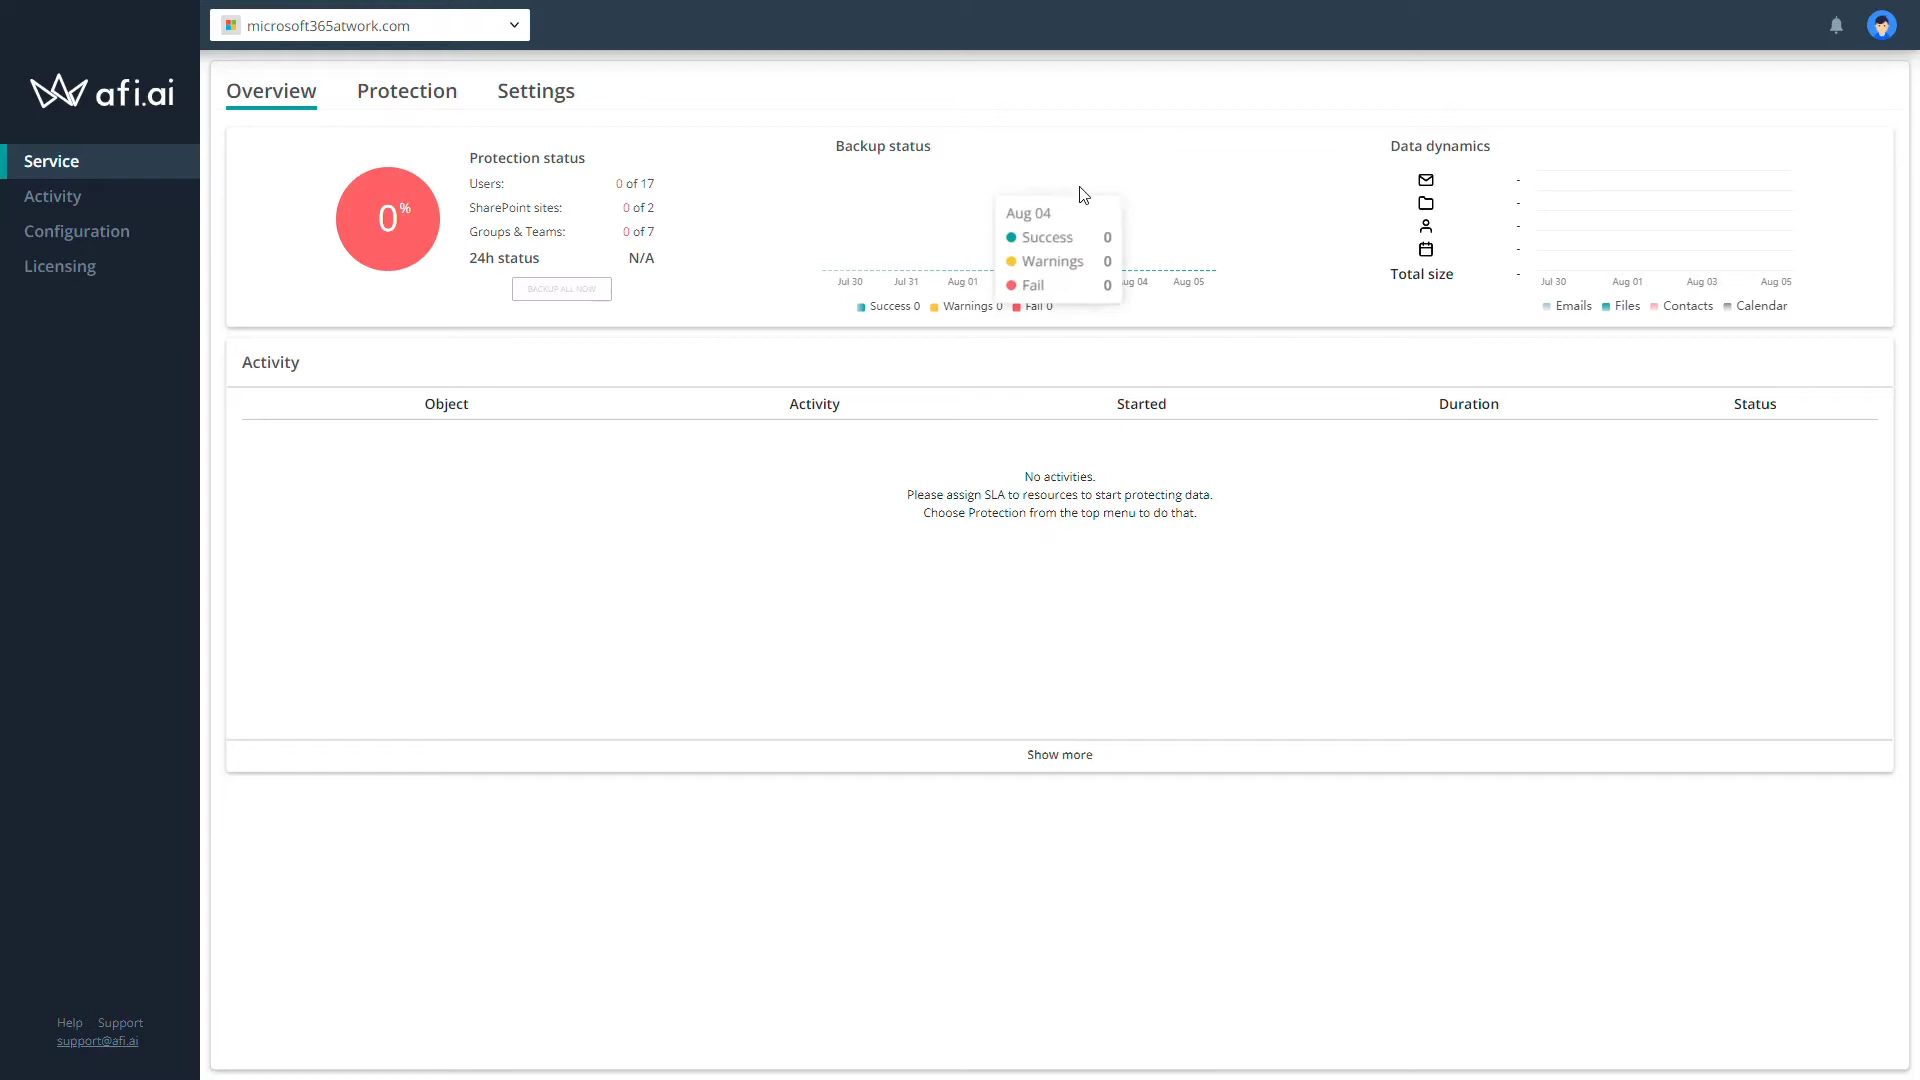 microsoft365atwork.com
afi.ai
Service
Activity
Configuration
Licensing
Help Support
support@afi.ai
Overview Protection Settings
0%
Protection status
Users: 0 of 17
SharePoint sites: 0 of 2
Groups & Teams: 0 of 7
24h status N/A
BACKUP ALL NOW
Backup status
Aug 04
Success 0
Warnings 0
Fail 0
Jul 30 Jul 31 Aug 01 Aug 04 Aug 05
Success 0 Warnings 0 Fail 0
Data dynamics
-
-
-
-
Total size -
Jul 30 Aug 01 Aug 03 Aug 05
Emails Files Contacts Calendar
Activity
Object Activity Started Duration Status
No activities.
Please assign SLA to resources to start protecting data.
Choose Protection from the top menu to do that.
Show more